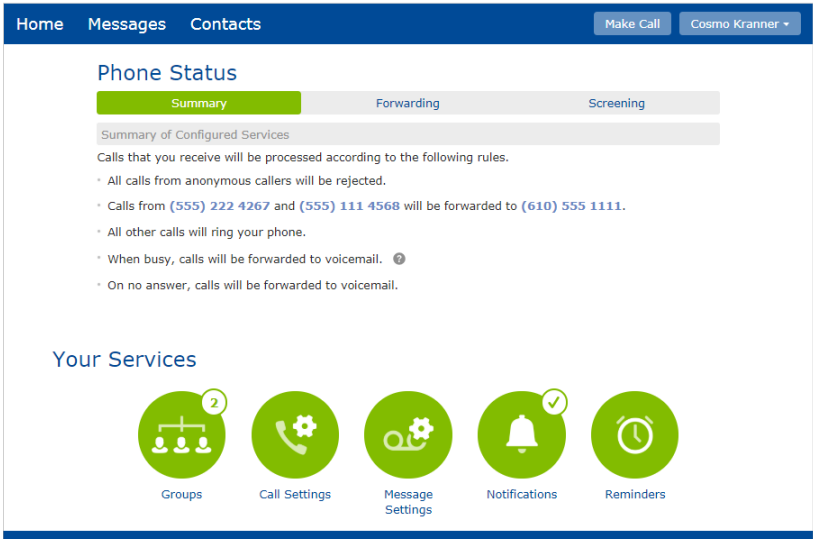 Home Messages Contacts Make Call Cosmo Kranner
Phone Status
Summary Forwarding Screening
Summary of Configured Services
Calls that you receive will be processed according to the following rules.
All calls from anonymous callers will be rejected.
Calls from (555) 222 4267 and (555) 111 4568 will be forwarded to (610) 555 1111.
All other calls will ring your phone.
When busy, calls will be forwarded to voicemail. ?
On no answer, calls will be forwarded to voicemail.
Your Services
2
Groups Call Settings Message Notifications Reminders
Settings